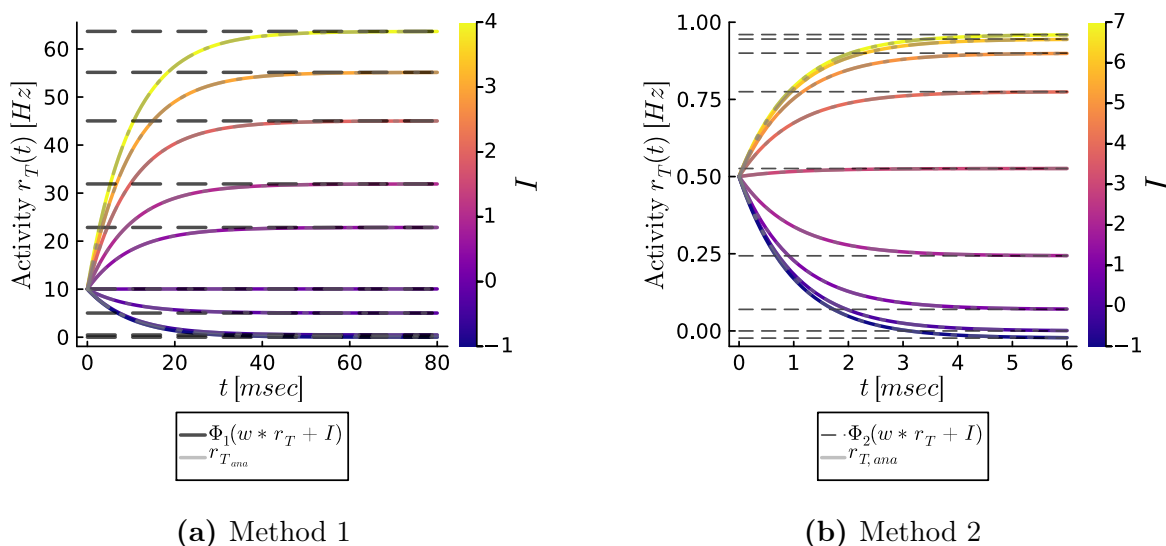 Activity r_T(t) [Hz]
60
50
40
30
20
10
0
0 20 40 60 80
t [msec]
4
3
2
1
0
−1
I
Φ₁(w * r_T + I)
r_{T_{ana}}
(a) Method 1
Activity r_T(t) [Hz]
1.00
0.75
0.50
0.25
0.00
0 1 2 3 4 5 6
t [msec]
7
6
5
4
3
2
1
0
−1
I
Φ₂(w * r_T + I)
r_{T,ana}
(b) Method 2